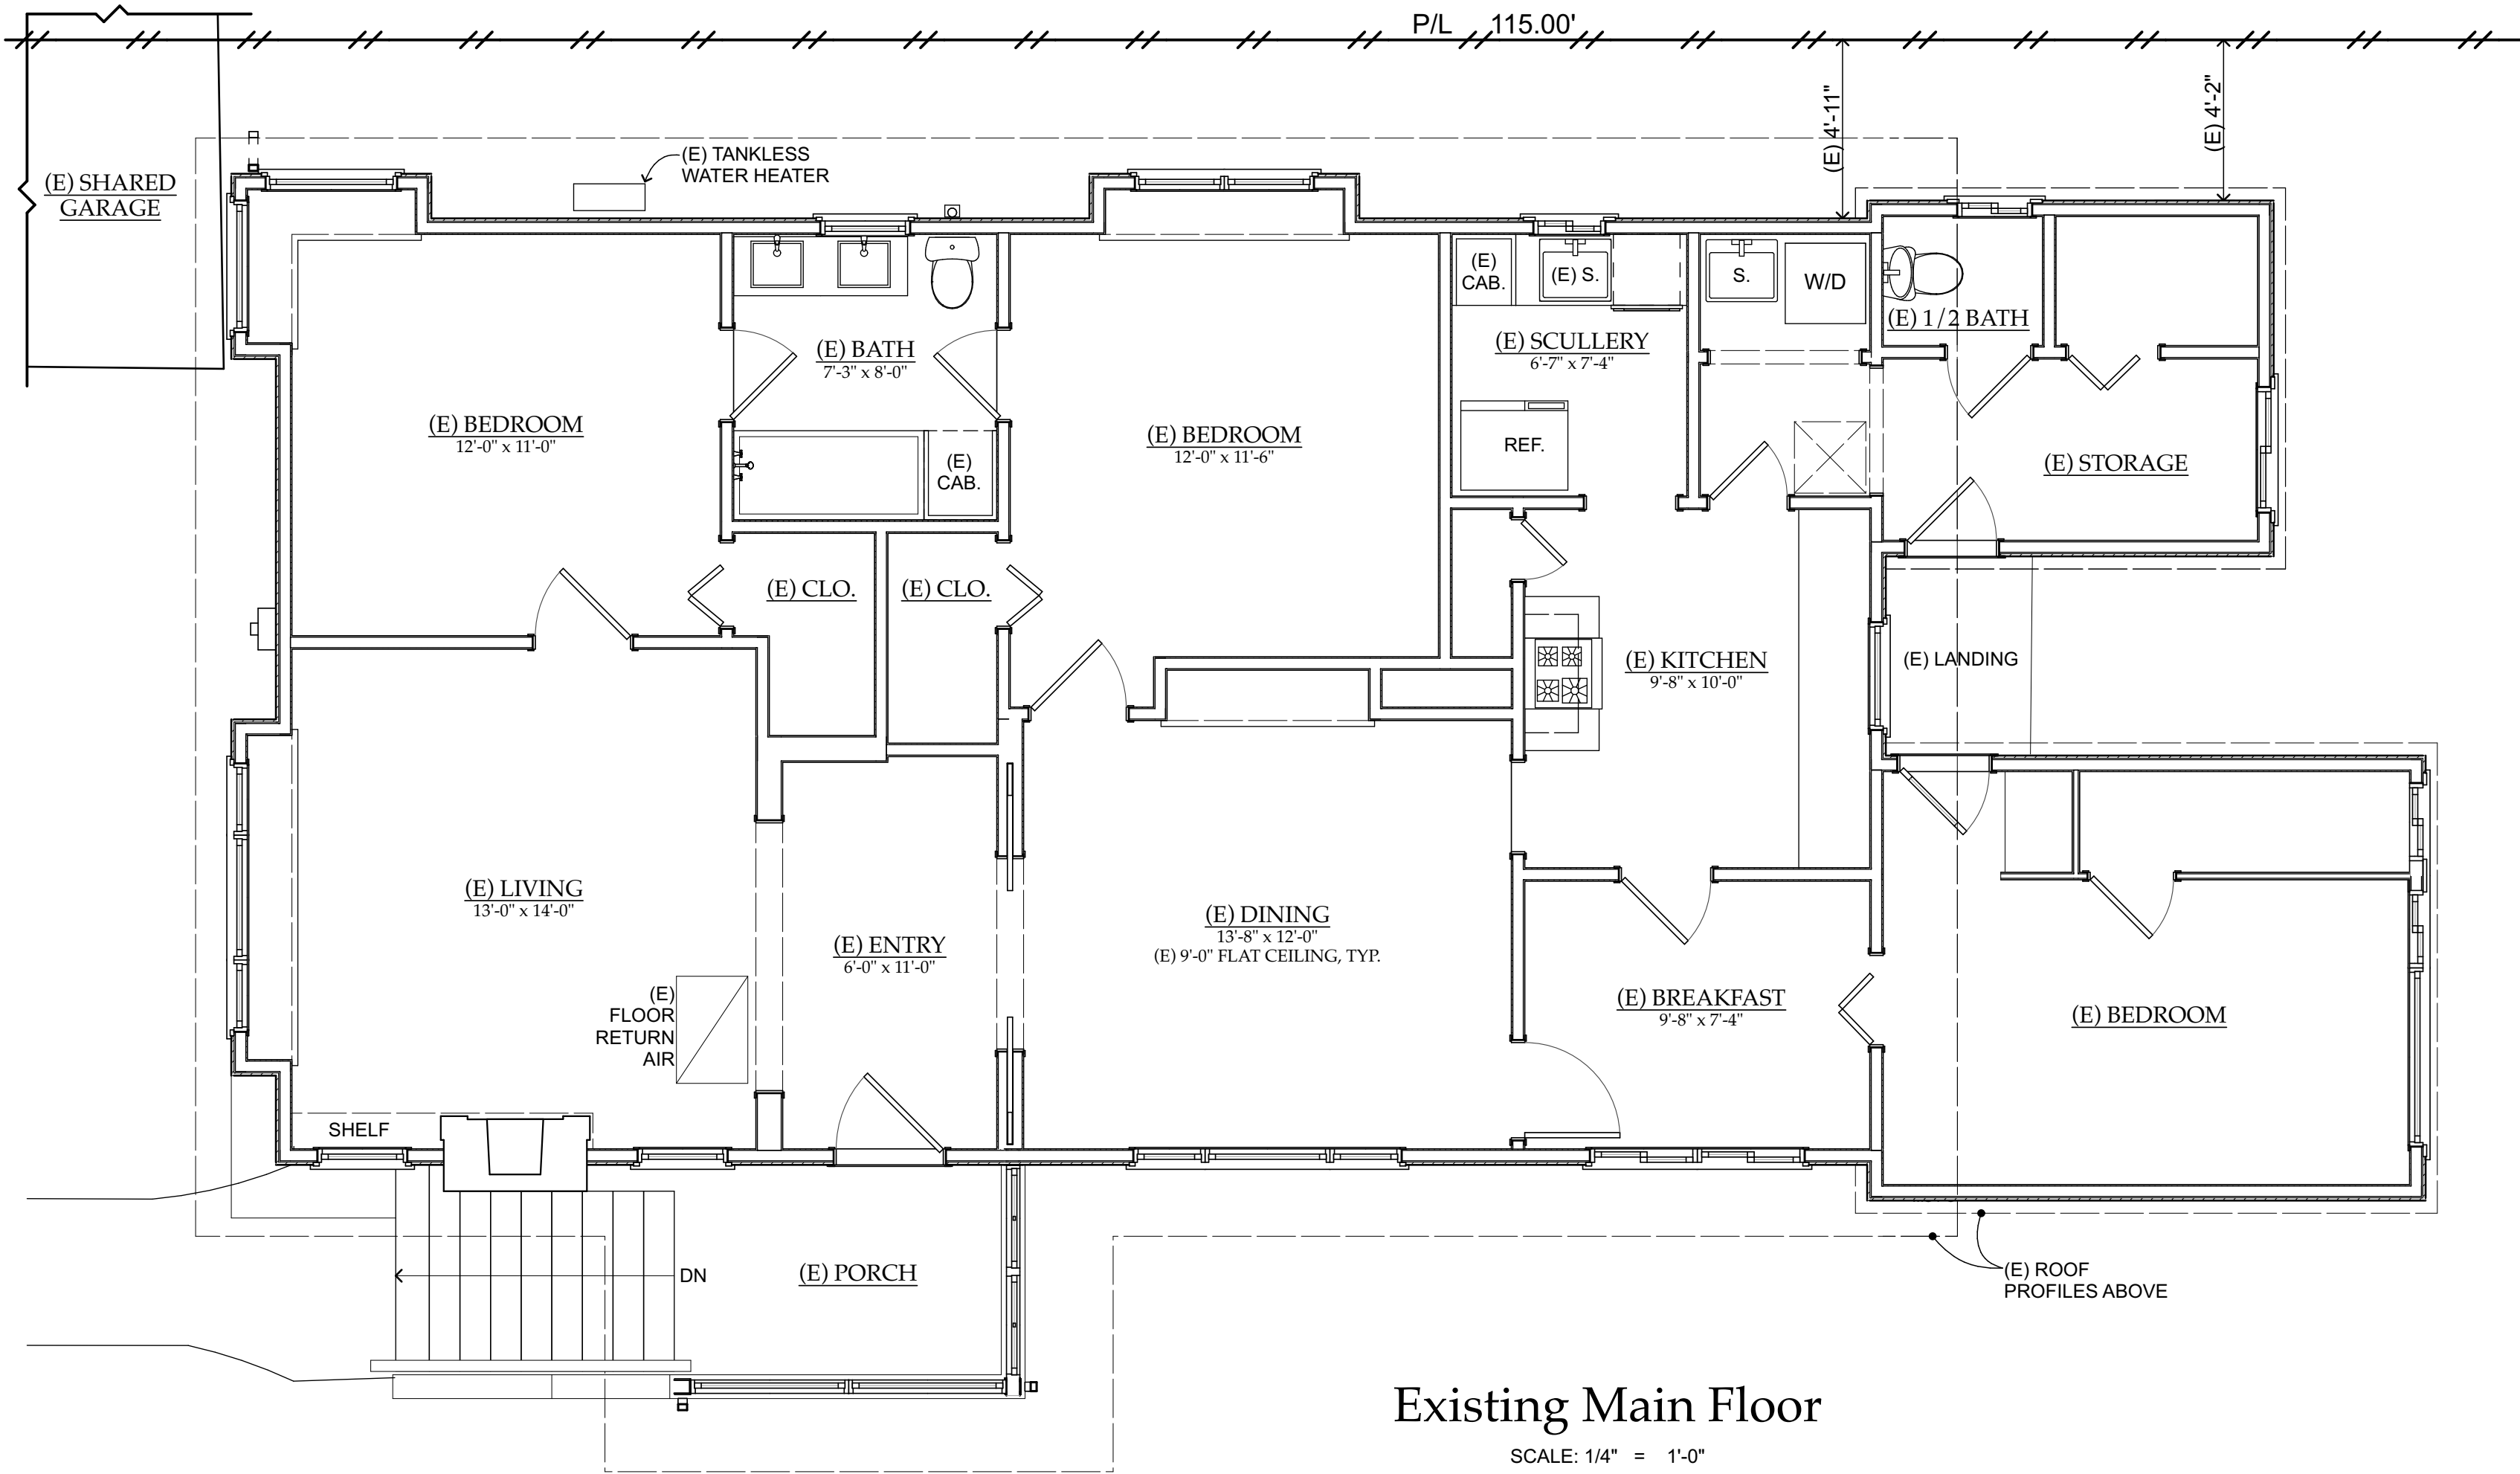 P/L 115.00'
(E) 4'-11"
(E) 4'-2"
(E) SHARED
GARAGE
(E) TANKLESS
WATER HEATER
(E)
CAB.
(E) S.
S.
W/D
(E) 1/2 BATH
(E) BATH
7'-3" x 8'-0"
(E) SCULLERY
6'-7" x 7'-4"
(E) BEDROOM
12'-0" x 11'-0"
(E) BEDROOM
12'-0" x 11'-6"
REF.
(E)
CAB.
(E) STORAGE
(E) CLO.
(E) CLO.
(E) KITCHEN
9'-8" x 10'-0"
(E) LANDING
(E) LIVING
13'-0" x 14'-0"
(E) ENTRY
6'-0" x 11'-0"
(E) DINING
13'-8" x 12'-0"
(E) 9'-0" FLAT CEILING, TYP.
(E)
FLOOR
RETURN
AIR
(E) BREAKFAST
9'-8" x 7'-4"
(E) BEDROOM
SHELF
DN
(E) PORCH
(E) ROOF
PROFILES ABOVE
Existing Main Floor
SCALE: 1/4" = 1'-0"